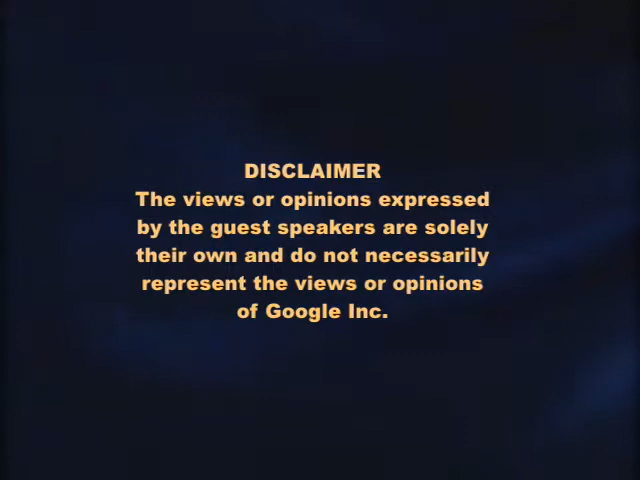 DISCLAIMER
The views or opinions expressed
by the guest speakers are solely
their own and do not necessarily
represent the views or opinions
of Google Inc.